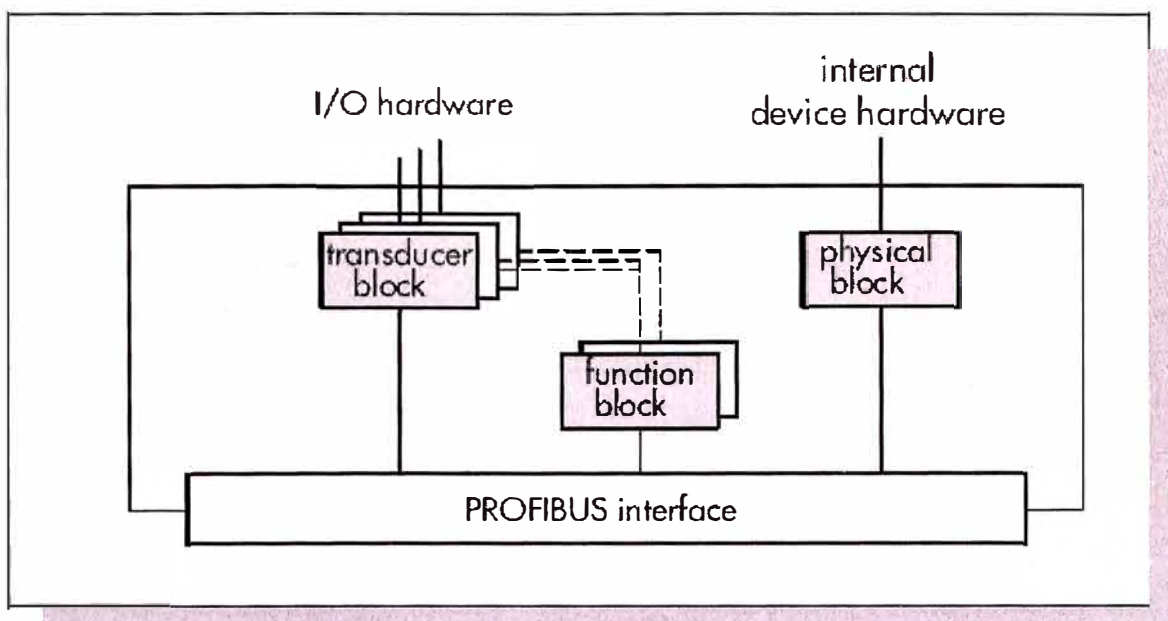 I/O hardware
internal
device hardware
transducer
block
physical
block
function
block
PROFIBUS interface